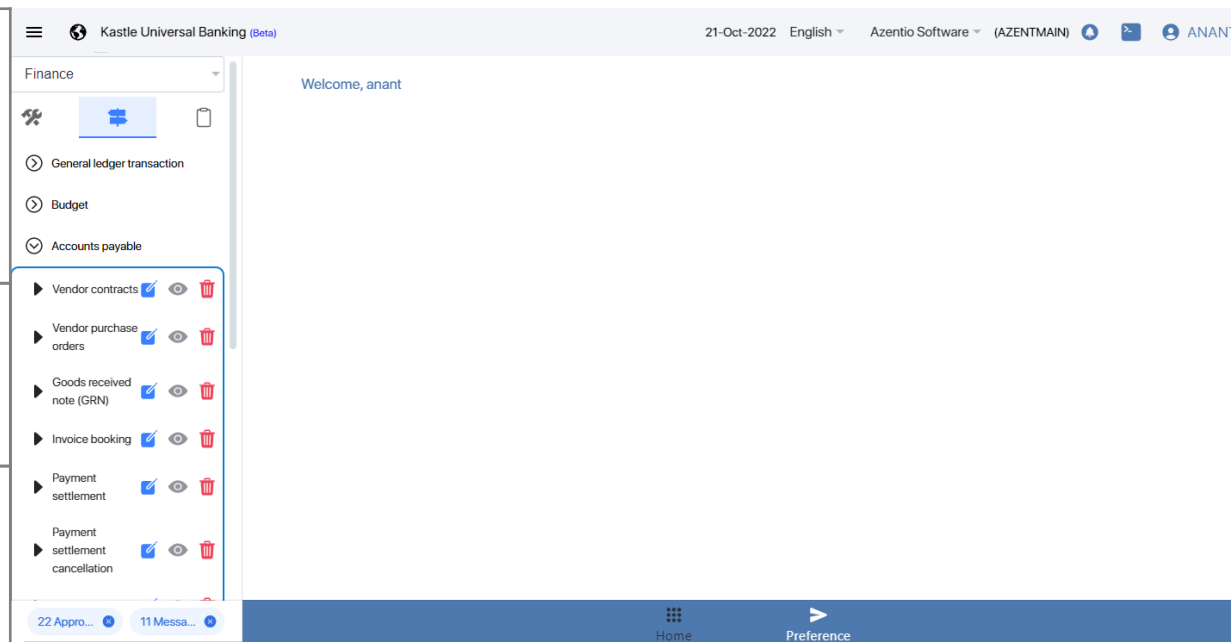 Kastle Universal Banking (Beta)
21-Oct-2022 English Azentio Software (AZENTMAIN) ANANT
Finance
Welcome, anant
General ledger transaction
Budget
Accounts payable
Vendor contracts
Vendor purchase
orders
Goods received
note (GRN)
Invoice booking
Payment
settlement
Payment
settlement
cancellation
22 Appro... 11 Messa...
Home Preference